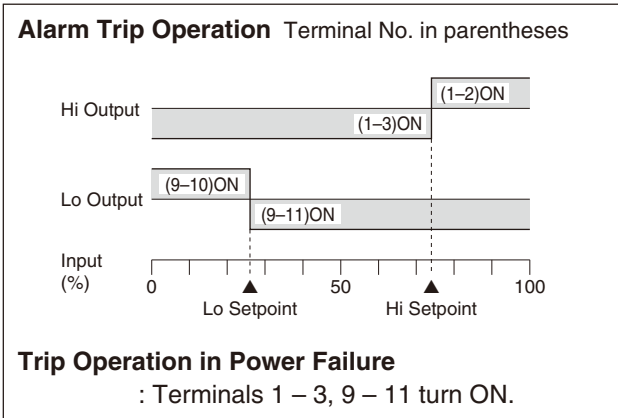 Alarm Trip Operation Terminal No. in parentheses
Hi Output
(1–2)ON
(1–3)ON
(9–10)ON
Lo Output
(9–11)ON
Input
(%)
0
50
100
Lo Setpoint
Hi Setpoint
Trip Operation in Power Failure
: Terminals 1 – 3, 9 – 11 turn ON.